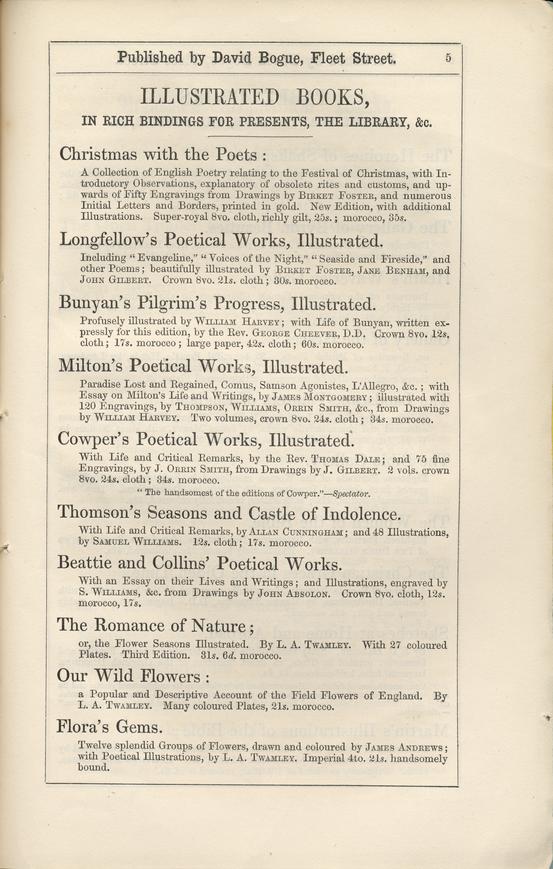 Published by David Bogue, Fleet Street. 5
ILLUSTRATED BOOKS,
IN RICH BINDINGS FOR PRESENTS, THE LIBRARY, &c.
Christmas with the Poets :
A Collection of English Poetry relating to the Festival of Christmas, with In-
troductory Observations, explanatory of obsolete rites and customs, and up-
wards of Fifty Engravings from Drawings by BIRKET FOSTER, and numerous
Initial Letters and Borders, printed in gold. New Edition, with additional
Illustrations. Super-royal 8vo. cloth, richly gilt, 25s. ; morocco, 35s.
Longfellow's Poetical Works, Illustrated.
Including " Evangeline," " Voices of the Night," " Seaside and Fireside," and
other Poems ; beautifully illustrated by BIRKET FOSTER, JANE BENHAM, and
JOHN GILBERT. Crown 8vo. 21s. cloth ; 30s. morocco.
Bunyan's Pilgrim's Progress, Illustrated.
Profusely illustrated by WILLIAM HARVEY ; with Life of Bunyan, written ex-
pressly for this edition, by the Rev. GEORGE CHEEVER, D.D. Crown 8vo. 12s.
cloth ; 17s. morocco ; large paper, 42s. cloth ; 60s. morocco.
Milton's Poetical Works, Illustrated.
Paradise Lost and Regained, Comus, Samson Agonistes, L'Allegro, &c. ; with
Essay on Milton's Life and Writings, by JAMES MONTGOMERY ; illustrated with
120 Engravings, by THOMPSON, WILLIAMS, ORRIN SMITH, &c., from Drawings
by WILLIAM HARVEY. Two volumes, crown 8vo. 24s. cloth ; 34s. morocco.
Cowper's Poetical Works, Illustrated.
With Life and Critical Remarks, by the Rev. THOMAS DALE ; and 75 fine
Engravings, by J. ORRIN SMITH, from Drawings by J. GILBERT. 2 vols. crown
8vo. 24s. cloth ; 34s. morocco.
" The handsomest of the editions of Cowper."—Spectator.
Thomson's Seasons and Castle of Indolence.
With Life and Critical Remarks, by ALLAN CUNNINGHAM ; and 48 Illustrations,
by SAMUEL WILLIAMS. 12s. cloth ; 17s. morocco.
Beattie and Collins' Poetical Works.
With an Essay on their Lives and Writings ; and Illustrations, engraved by
S. WILLIAMS, &c. from Drawings by JOHN ABSOLON. Crown 8vo. cloth, 12s.
morocco, 17s.
The Romance of Nature ;
or, the Flower Seasons Illustrated. By L. A. TWAMLEY. With 27 coloured
Plates. Third Edition. 31s. 6d. morocco.
Our Wild Flowers :
a Popular and Descriptive Account of the Field Flowers of England. By
L. A. TWAMLEY. Many coloured Plates, 21s. morocco.
Flora's Gems.
Twelve splendid Groups of Flowers, drawn and coloured by JAMES ANDREWS ;
with Poetical Illustrations, by L. A. TWAMLEY. Imperial 4to. 21s. handsomely
bound.